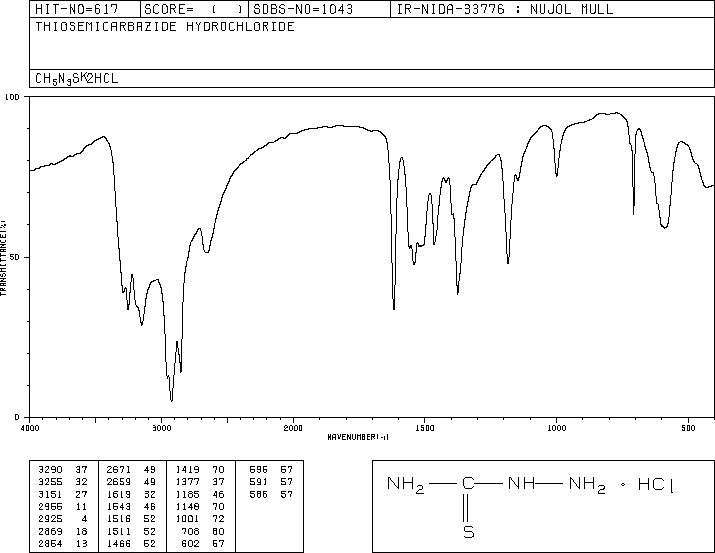 HIT-NO=617 SCORE= ( ) SDBS-NO=1043 IR-NIDA-33776 : NUJOL MULL
THIOSEMICARBAZIDE HYDROCHLORIDE
CH5N3SK2HCL
100
50
0
TRANSMITTANCE(%)
4000 3000 2000 1500 1000 500
WAVENUMBER(-1)
3290 37 2671 49 1419 70 596 57
3255 32 2659 49 1377 37 591 57
3151 27 1619 32 1185 46 586 57
2955 11 1543 46 1148 70
2925 4 1516 52 1001 72
2869 18 1511 52 708 60
2854 13 1466 52 602 57
NH2 C NH NH2 · HCl
S